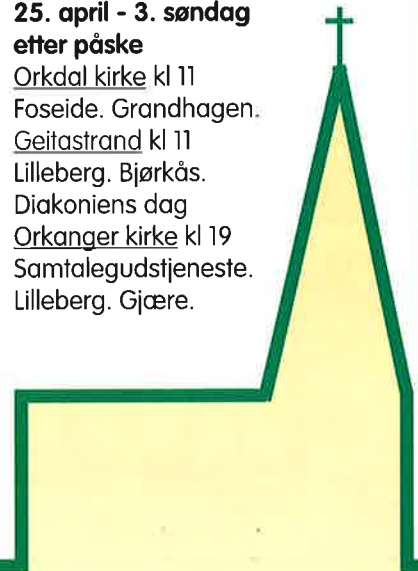 25. april - 3. søndag
etter påske
Orkdal kirke kl 11
Foseide. Grandhagen.
Geitastrand kl 11
Lilleberg. Bjørkås.
Diakoniens dag
Orkanger kirke kl 19
Samtalegudstjeneste.
Lilleberg. Gjære.